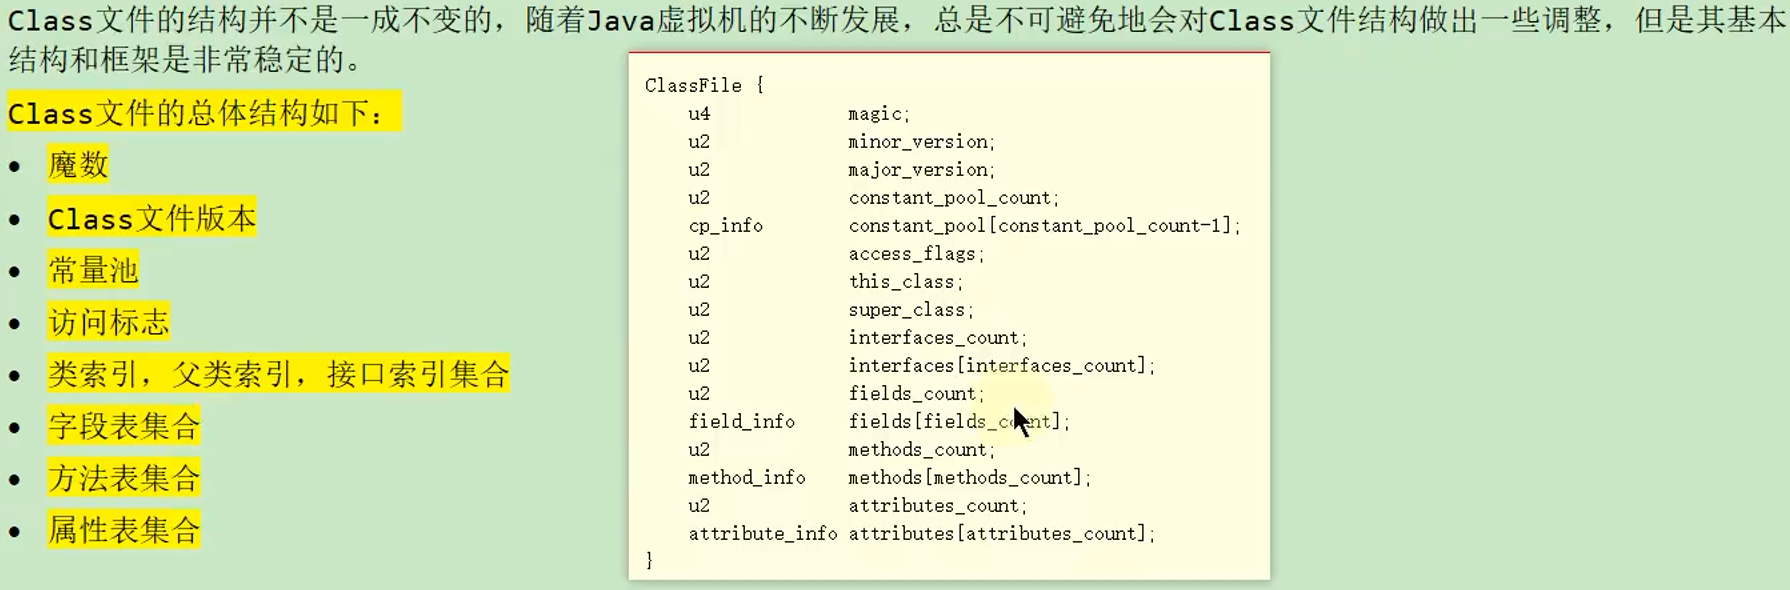 Class文件的结构并不是一成不变的，随着Java虚拟机的不断发展，总是不可避免地会对Class文件结构做出一些调整，但是其基本
结构和框架是非常稳定的。
Class文件的总体结构如下：
• 魔数
• Class文件版本
• 常量池
• 访问标志
• 类索引，父类索引，接口索引集合
• 字段表集合
• 方法表集合
• 属性表集合
ClassFile {
u4 magic;
u2 minor_version;
u2 major_version;
u2 constant_pool_count;
cp_info constant_pool[constant_pool_count-1];
u2 access_flags;
u2 this_class;
u2 super_class;
u2 interfaces_count;
u2 interfaces[interfaces_count];
u2 fields_count;
field_info fields[fields_count];
u2 methods_count;
method_info methods[methods_count];
u2 attributes_count;
attribute_info attributes[attributes_count];
}